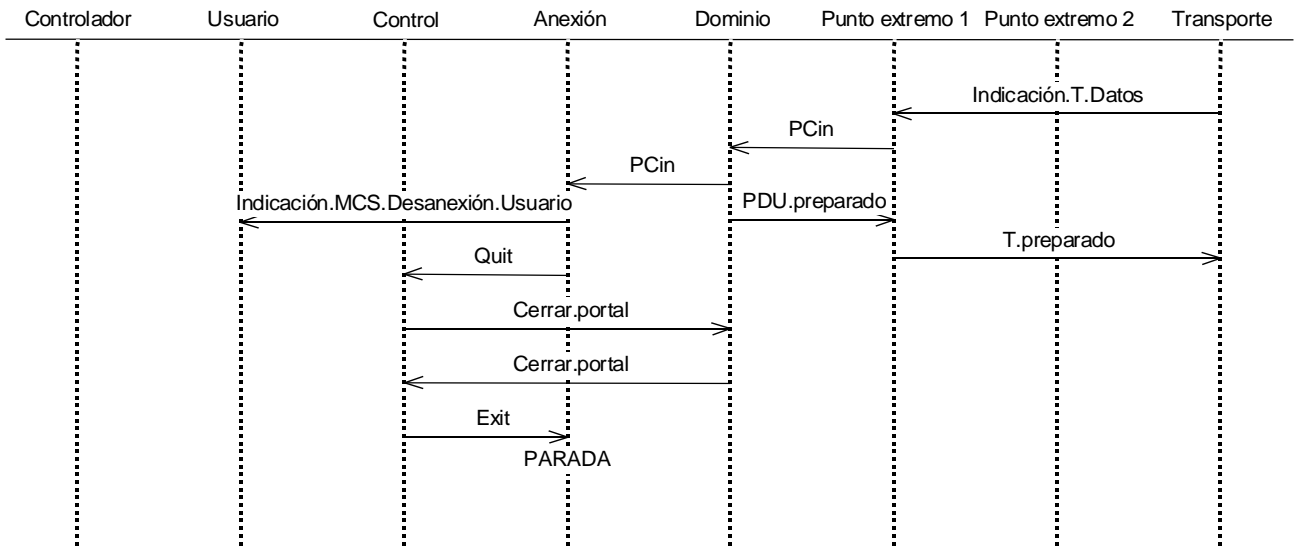 Controlador Usuario Control Anexión Dominio Punto extremo 1 Punto extremo 2 Transporte
Indicación.T.Datos
PCin
PCin
Indicación.MCS.Desanexión.Usuario PDU.preparado
T.preparado
Quit
Cerrar.portal
Cerrar.portal
Exit
PARADA